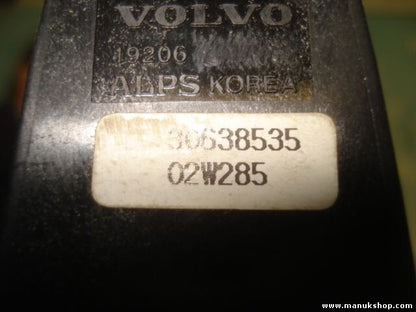 VOLVO
19206
ALPS KOREA
30638535
02W285
www.manukshop.com